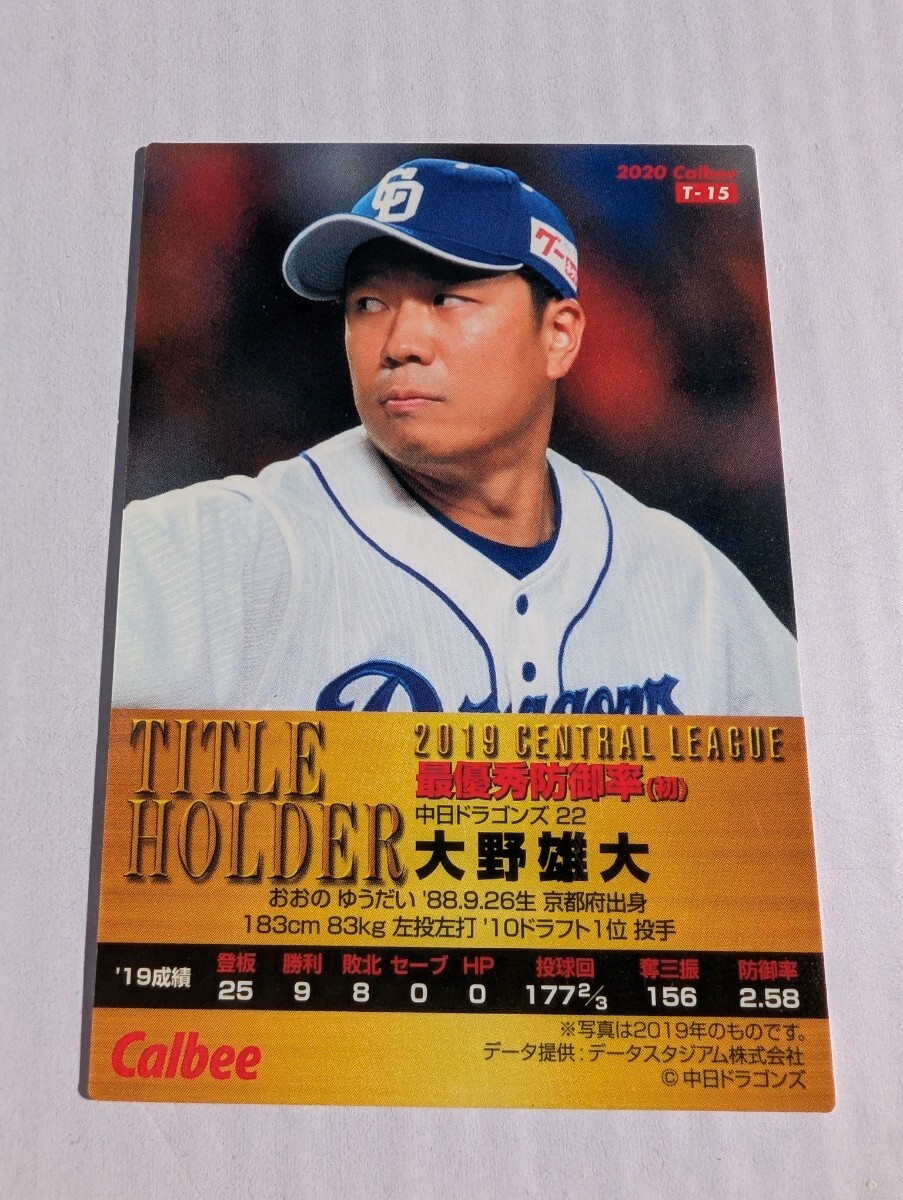 2020 Calbee
T-15
CD
グー
Dragons
TITLE
HOLDER
2019 CENTRAL LEAGUE
最優秀防御率(初)
中日ドラゴンズ 22
大野雄大
おおの ゆうだい '88.9.26生 京都府出身
183cm 83kg 左投左打 '10ドラフト1位 投手
'19成績 登板 勝利 敗北 セーブ HP 投球回 奪三振 防御率
25 9 8 0 0 177 2/3 156 2.58
Calbee
※写真は2019年のものです。
データ提供:データスタジアム株式会社
© 中日ドラゴンズ